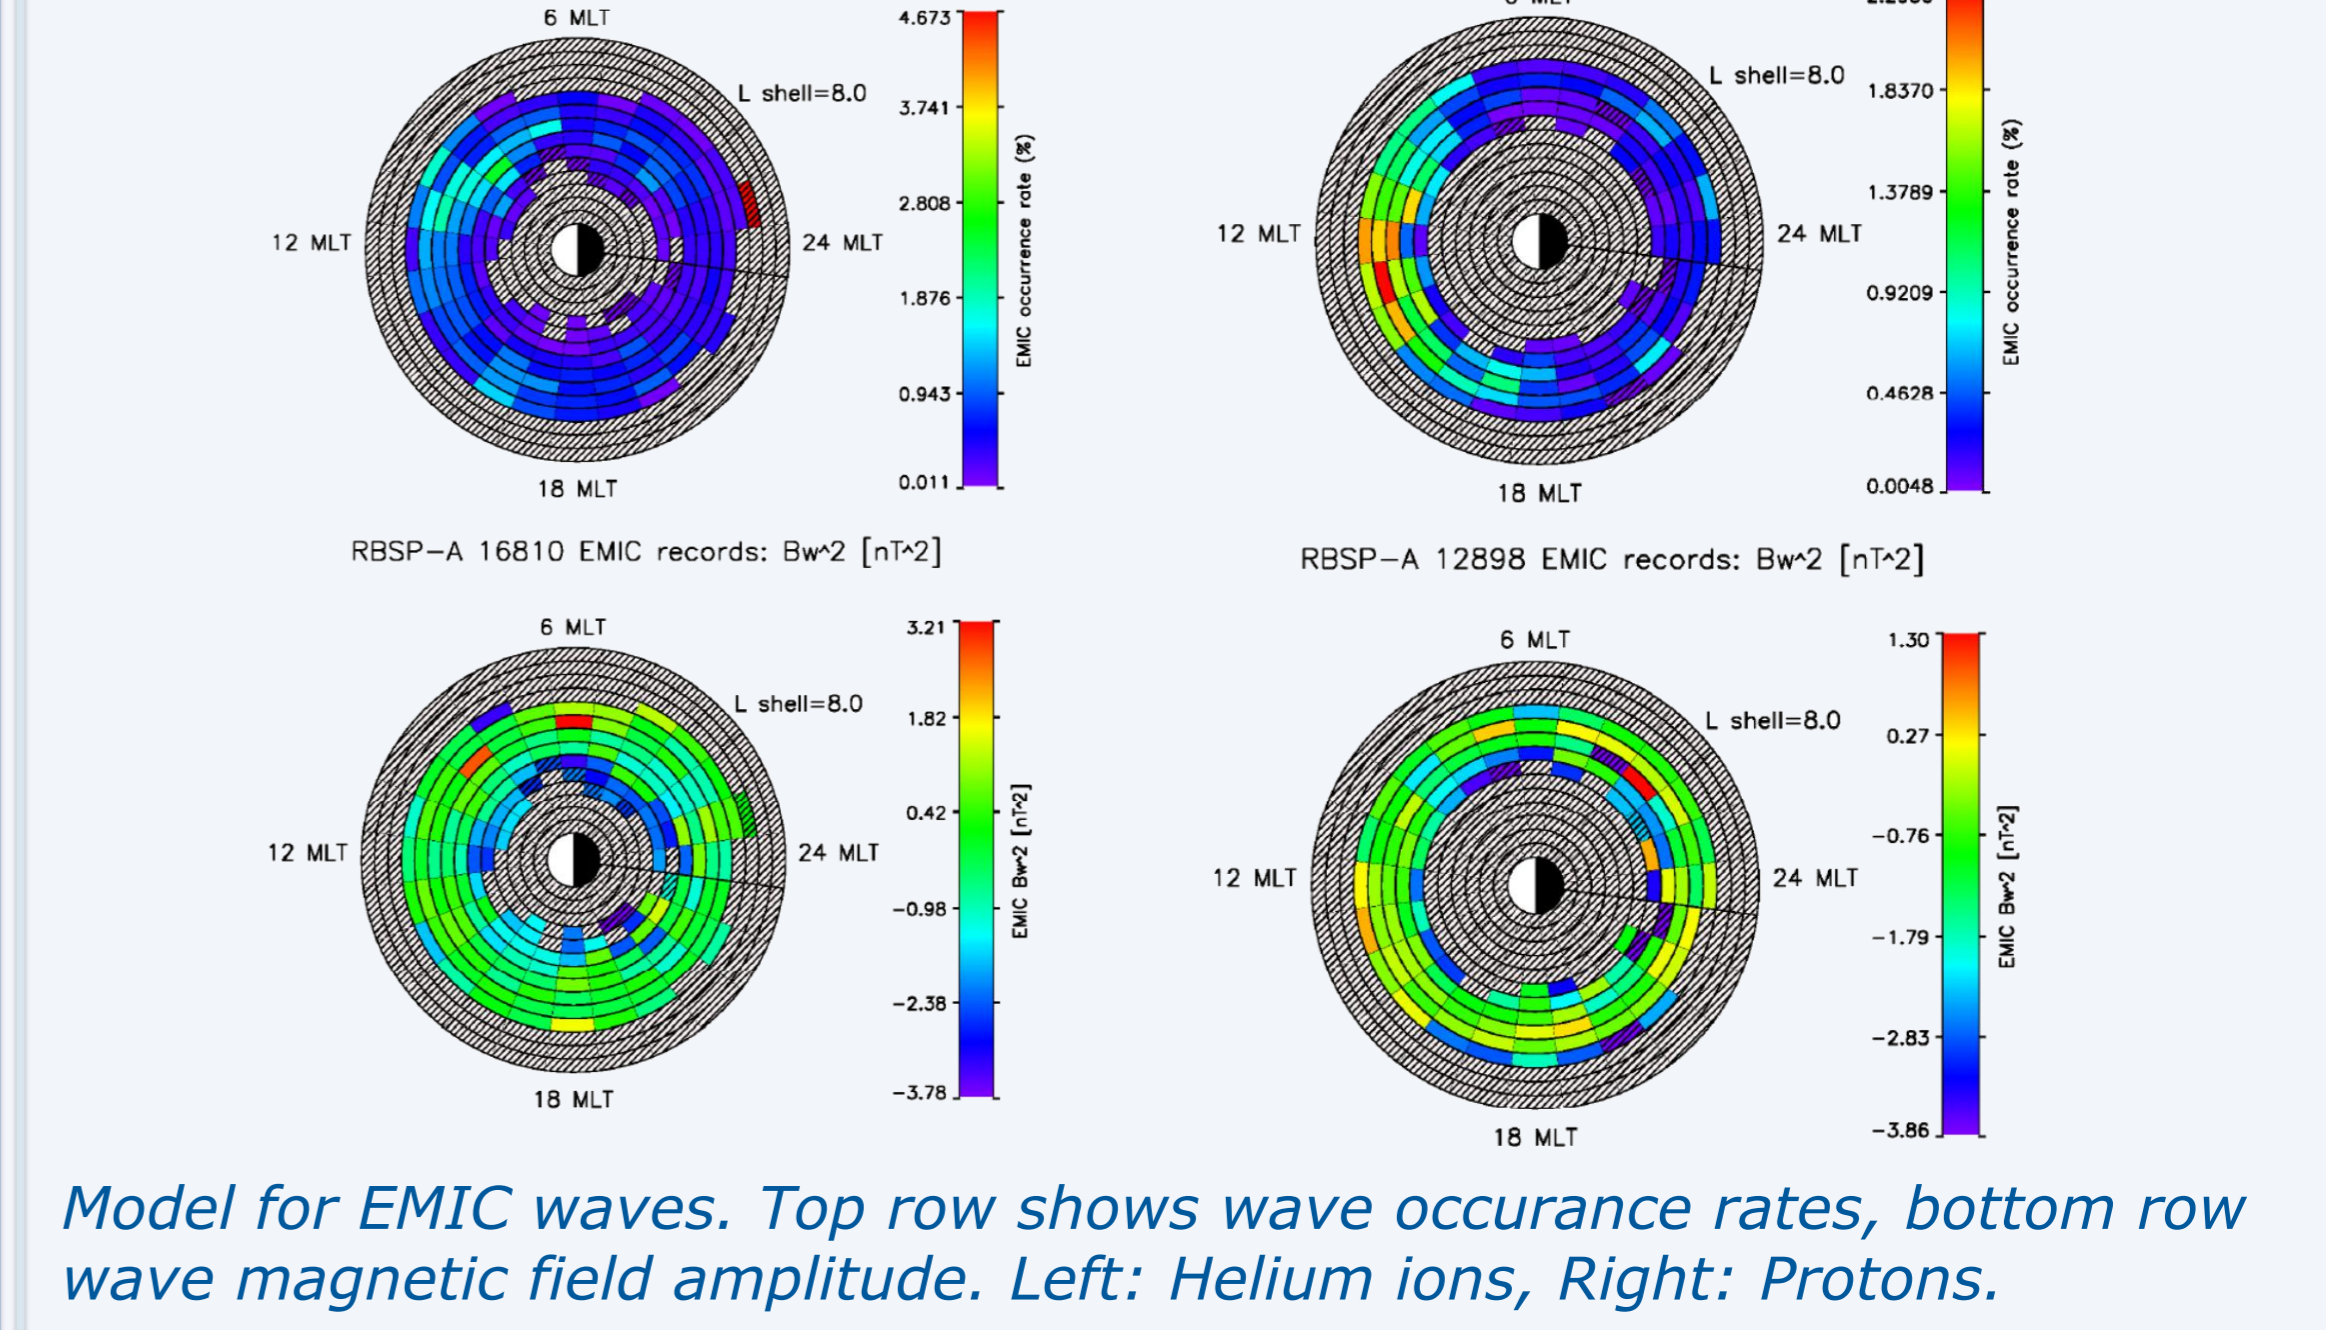 6 MLT
4.673
L shell=8.0
3.741
2.808
12 MLT
24 MLT
1.876
0.943
0.011
18 MLT
EMIC occurrence rate (%)
L shell=8.0
1.8370
1.3789
12 MLT
24 MLT
0.9209
0.4628
0.0048
18 MLT
EMIC occurrence rate (%)
RBSP-A 16810 EMIC records: Bw^2 [nT^2]
RBSP-A 12898 EMIC records: Bw^2 [nT^2]
6 MLT
3.21
L shell=8.0
1.82
0.42
12 MLT
24 MLT
-0.98
-2.38
-3.78
18 MLT
EMIC Bw^2 [nT^2]
6 MLT
1.30
L shell=8.0
0.27
-0.76
12 MLT
24 MLT
-1.79
-2.83
-3.86
18 MLT
EMIC Bw^2 [nT^2]
Model for EMIC waves. Top row shows wave occurance rates, bottom row
wave magnetic field amplitude. Left: Helium ions, Right: Protons.